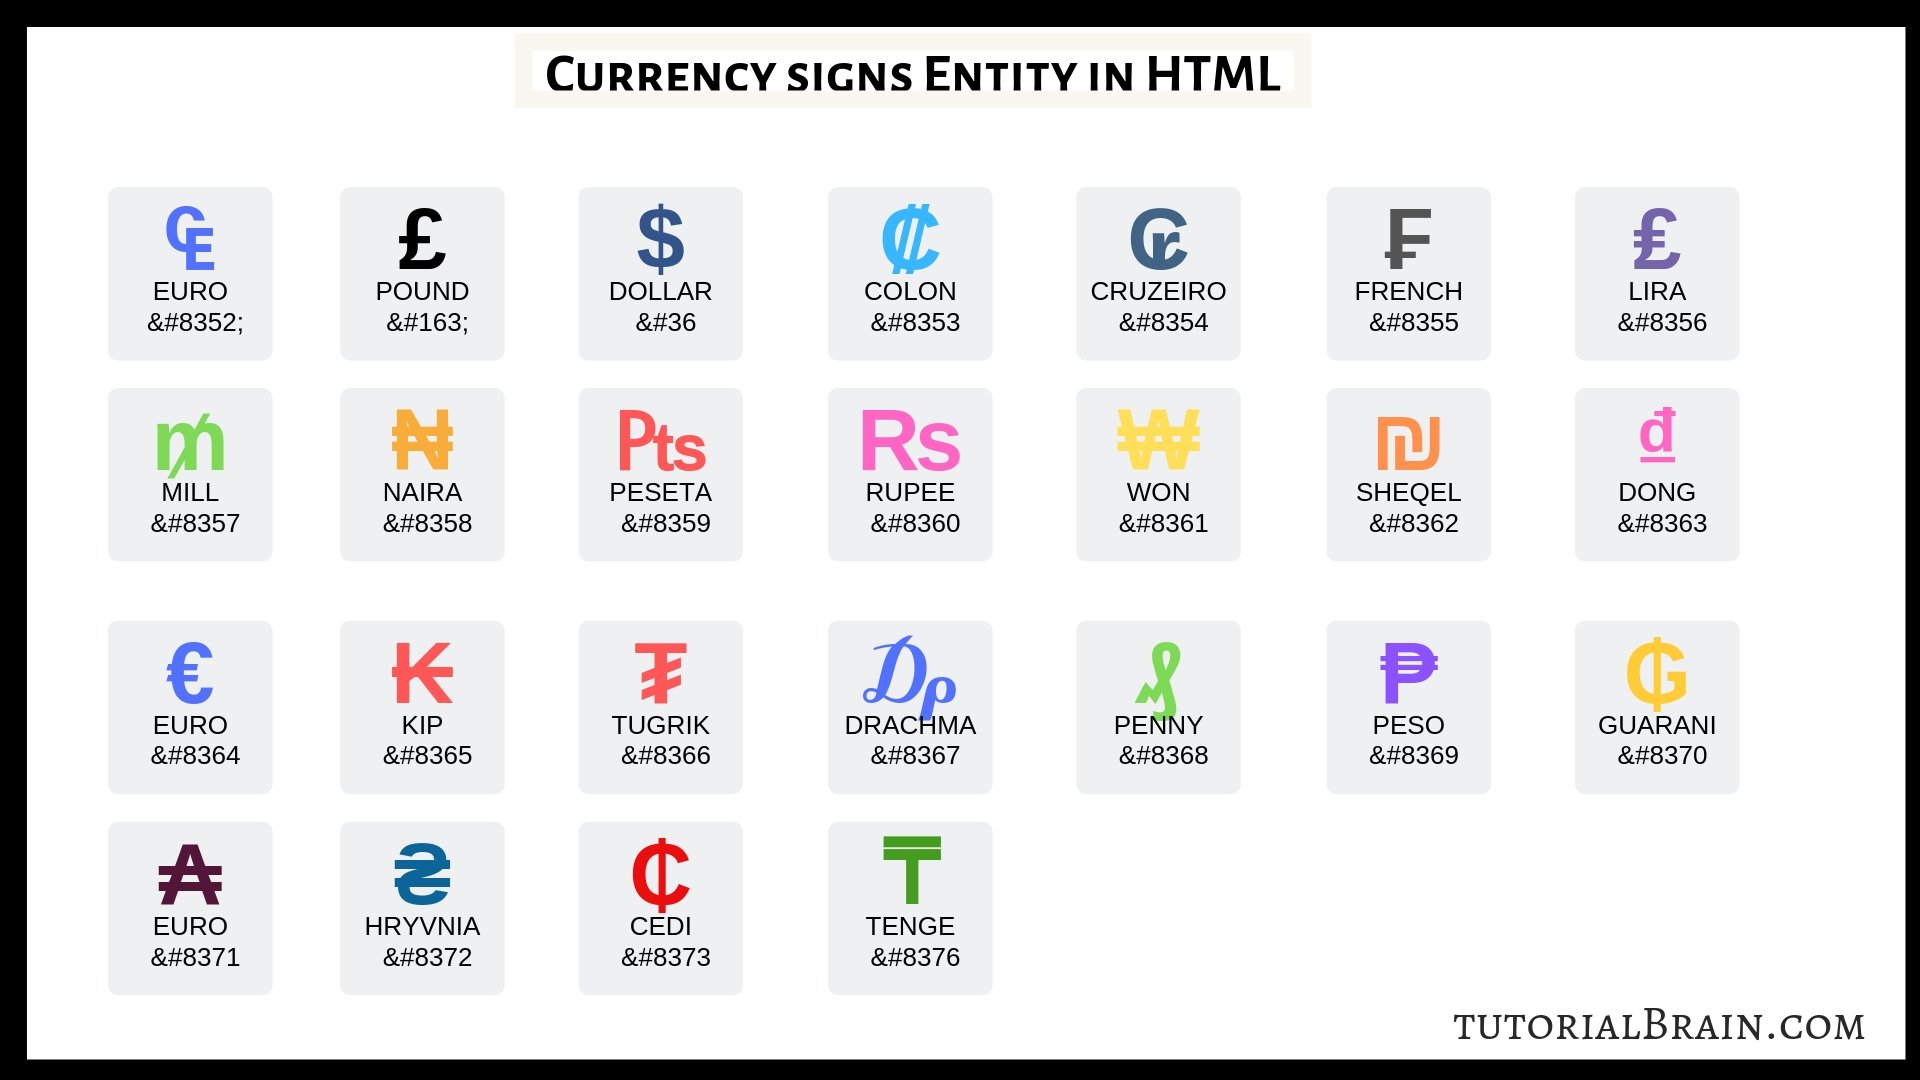 Currency signs Entity in HTML
₠ £ $ ₡ ₢ ₣ ₤
EURO POUND DOLLAR COLON CRUZEIRO FRENCH LIRA
&#8352; &#163; &#36 &#8353 &#8354 &#8355 &#8356
₥ ₦ ₧ ₨ ₩ ₪ ₫
MILL NAIRA PESETA RUPEE WON SHEQEL DONG
&#8357 &#8358 &#8359 &#8360 &#8361 &#8362 &#8363
€ ₭ ₮ ₯ ₰ ₱ ₲
EURO KIP TUGRIK DRACHMA PENNY PESO GUARANI
&#8364 &#8365 &#8366 &#8367 &#8368 &#8369 &#8370
₳ ₴ ₵ ₸
EURO HRYVNIA CEDI TENGE
&#8371 &#8372 &#8373 &#8376
tutorialBrain.com